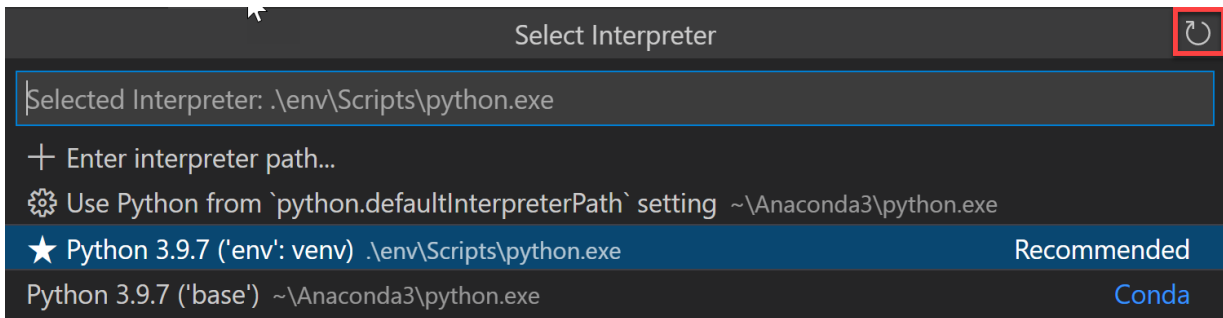 Select Interpreter
Selected Interpreter: .\env\Scripts\python.exe
Enter interpreter path...
Use Python from `python.defaultInterpreterPath` setting ~\Anaconda3\python.exe
Python 3.9.7 ('env': venv) .\env\Scripts\python.exe Recommended
Python 3.9.7 ('base') ~\Anaconda3\python.exe Conda